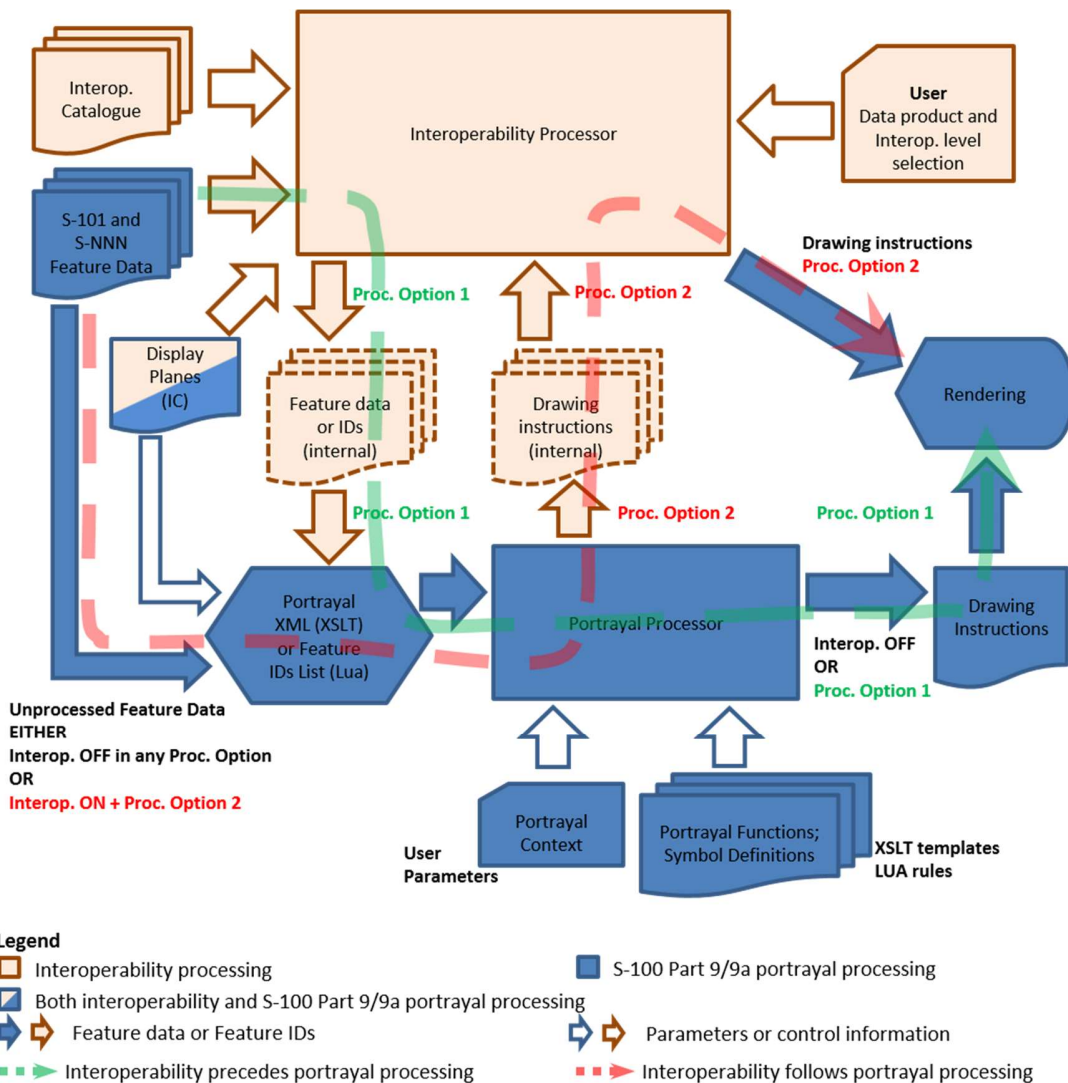 Interop.
Catalogue
Interoperability Processor
User
Data product and
Interop. level
selection
S-101 and
S-NNN
Feature Data
Drawing instructions
Proc. Option 2
Proc. Option 1
Proc. Option 2
Display
Planes
(IC)
Feature data
or IDs
(internal)
Drawing
instructions
(internal)
Rendering
Proc. Option 1
Proc. Option 2
Proc. Option 1
Portrayal
XML (XSLT)
or Feature
IDs List (Lua)
Portrayal Processor
Drawing
Instructions
Interop. OFF
OR
Proc. Option 1
Unprocessed Feature Data
EITHER
Interop. OFF in any Proc. Option
OR
Interop. ON + Proc. Option 2
Portrayal
Context
User
Parameters
Portrayal Functions;
Symbol Definitions
XSLT templates
LUA rules
Legend
Interoperability processing
S-100 Part 9/9a portrayal processing
Both interoperability and S-100 Part 9/9a portrayal processing
Feature data or Feature IDs
Parameters or control information
Interoperability precedes portrayal processing
Interoperability follows portrayal processing